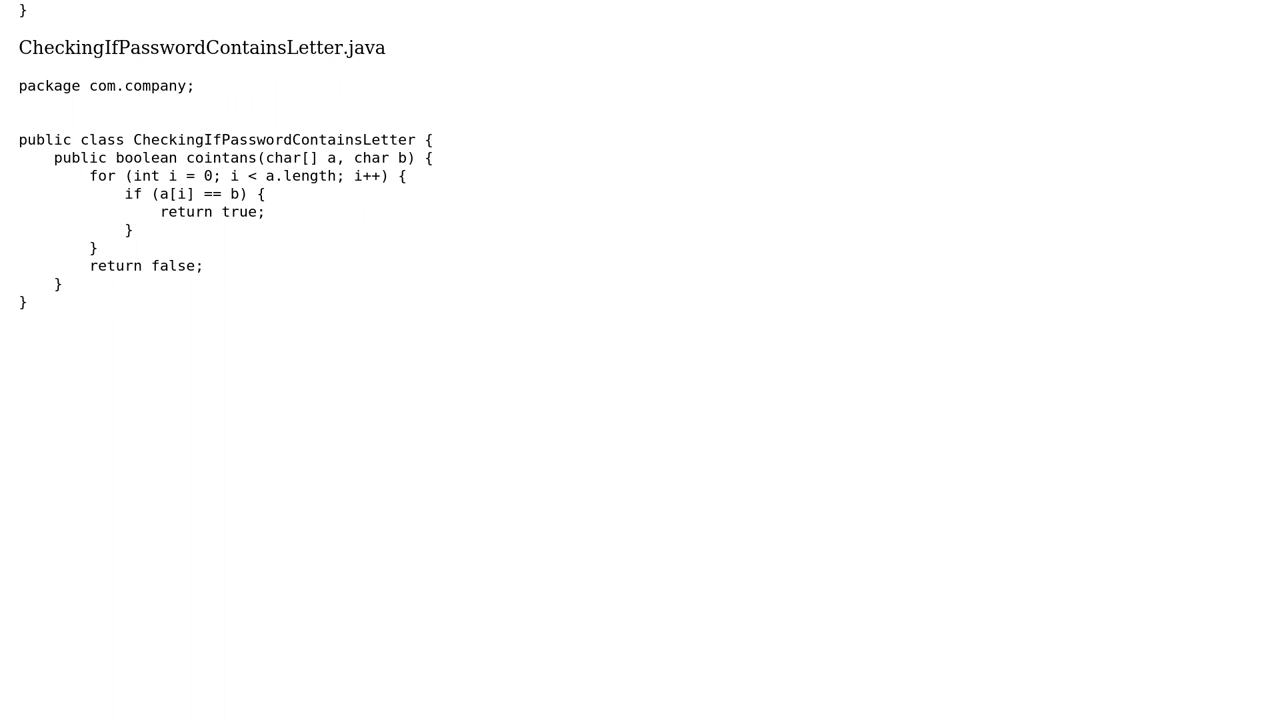 }
CheckingIfPasswordContainsLetter.java
package com.company;
public class CheckingIfPasswordContainsLetter {
    public boolean cointans(char[] a, char b) {
        for (int i = 0; i < a.length; i++) {
            if (a[i] == b) {
                return true;
            }
        }
        return false;
    }
}